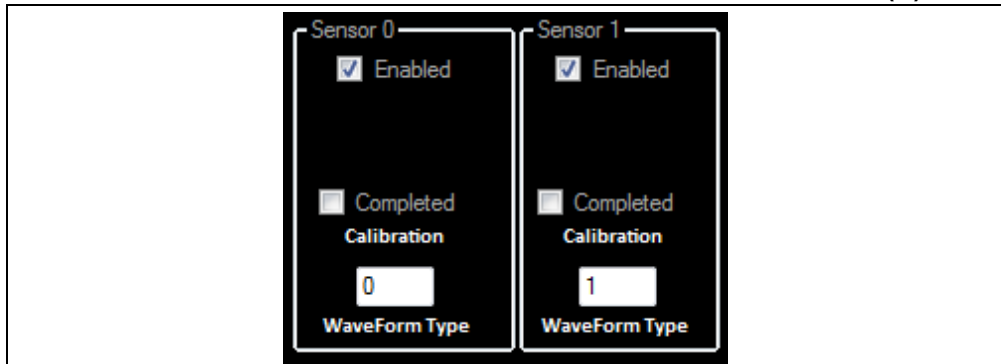 Sensor 0
Enabled
Completed
Calibration
0
WaveForm Type
Sensor 1
Enabled
Completed
Calibration
1
WaveForm Type